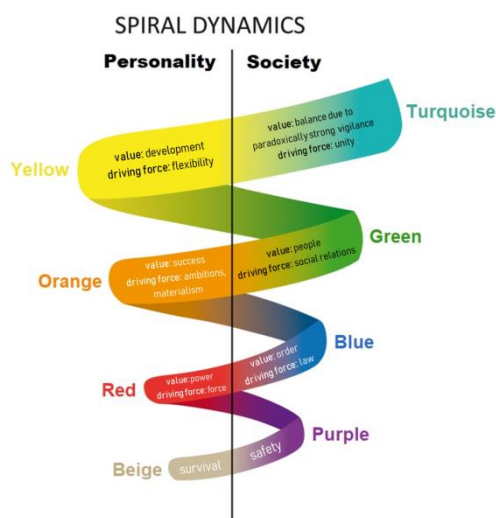 SPIRAL DYNAMICS
Personality
Society
Turquoise
value: balance due to
paradoxically strong vigilance
driving force: unity
Yellow
value: development
driving force: flexibility
Green
value: people
driving force: social relations
Orange
value: success
driving force: ambitions,
materialism
Blue
value: order
driving force: law
Red
value: power
driving force: force
Purple
safety
Beige
survival